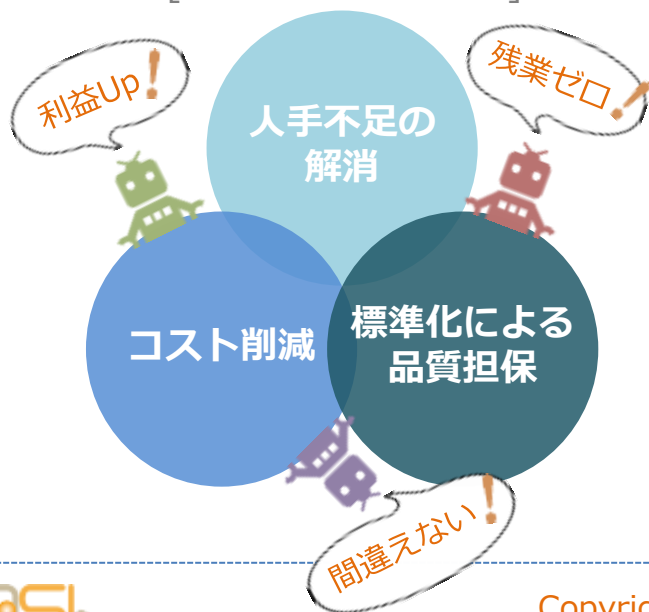 利益Up!
残業ゼロ!
人手不足の
解消
コスト削減
標準化による
品質担保
間違えない!